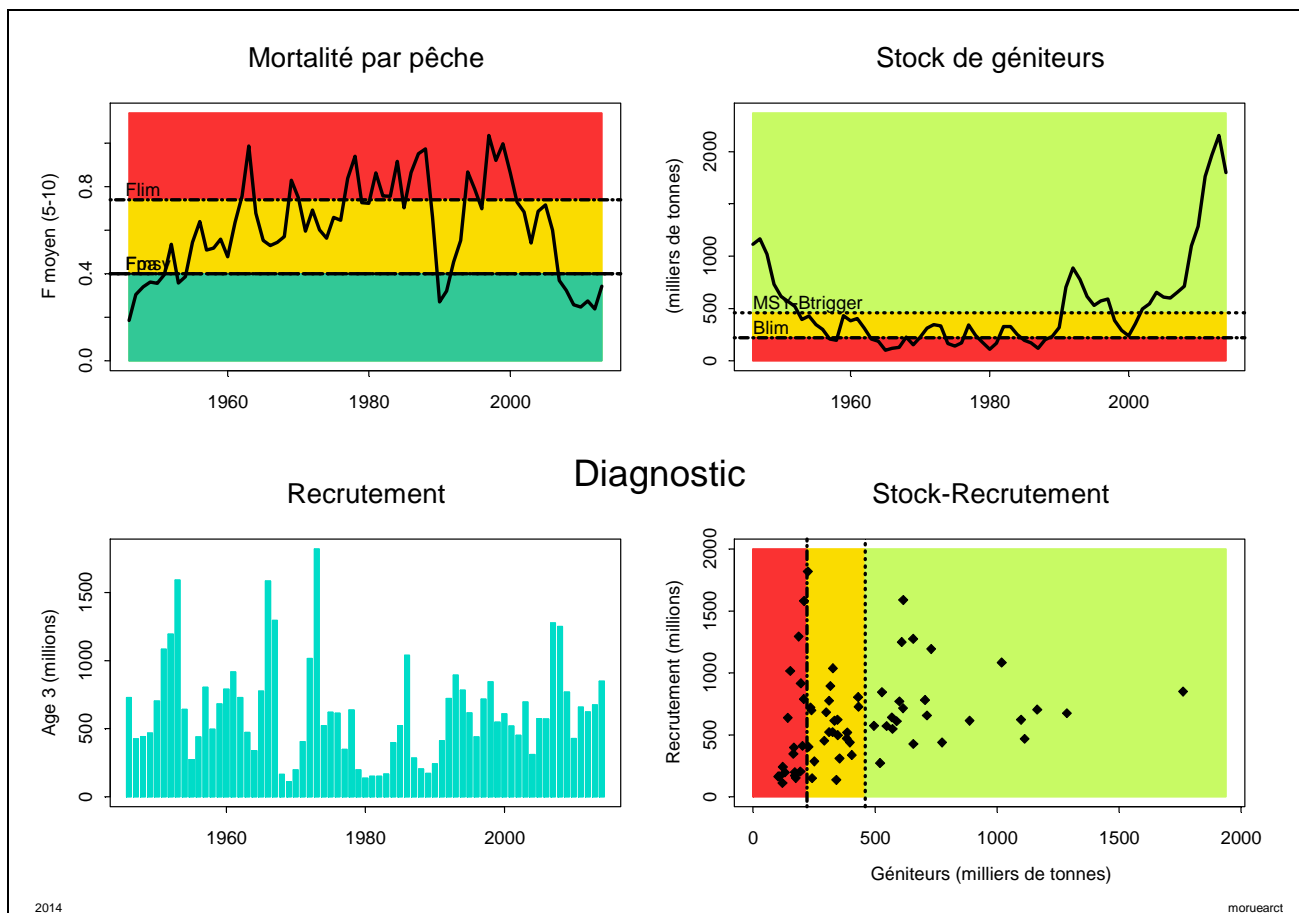 Mortalité par pêche
F moyen (5-10)
0.0 0.4 0.8
Flim
Fpa
Fmsy
1960 1980 2000
Stock de géniteurs
(milliers de tonnes)
0 500 1000 2000
MSY-Btrigger
Blim
1960 1980 2000
Diagnostic
Recrutement
Age 3 (millions)
0 500 1000 1500
1960 1980 2000
Stock-Recrutement
Recrutement (millions)
0 500 1000 1500 2000
0 500 1000 1500 2000
Géniteurs (milliers de tonnes)
2014
moruearct